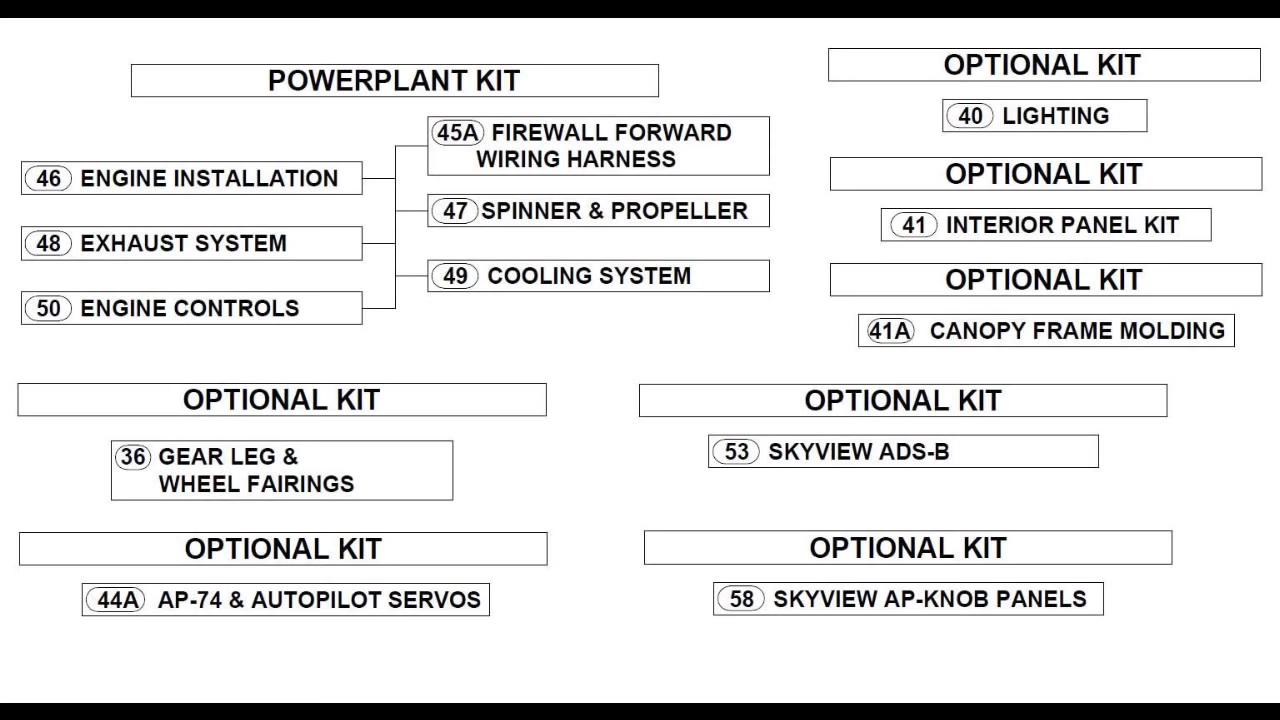 POWERPLANT KIT
46 ENGINE INSTALLATION
48 EXHAUST SYSTEM
50 ENGINE CONTROLS
45A FIREWALL FORWARD
WIRING HARNESS
47 SPINNER & PROPELLER
49 COOLING SYSTEM
OPTIONAL KIT
40 LIGHTING
OPTIONAL KIT
41 INTERIOR PANEL KIT
OPTIONAL KIT
41A CANOPY FRAME MOLDING
OPTIONAL KIT
36 GEAR LEG &
WHEEL FAIRINGS
OPTIONAL KIT
53 SKYVIEW ADS-B
OPTIONAL KIT
44A AP-74 & AUTOPILOT SERVOS
OPTIONAL KIT
58 SKYVIEW AP-KNOB PANELS